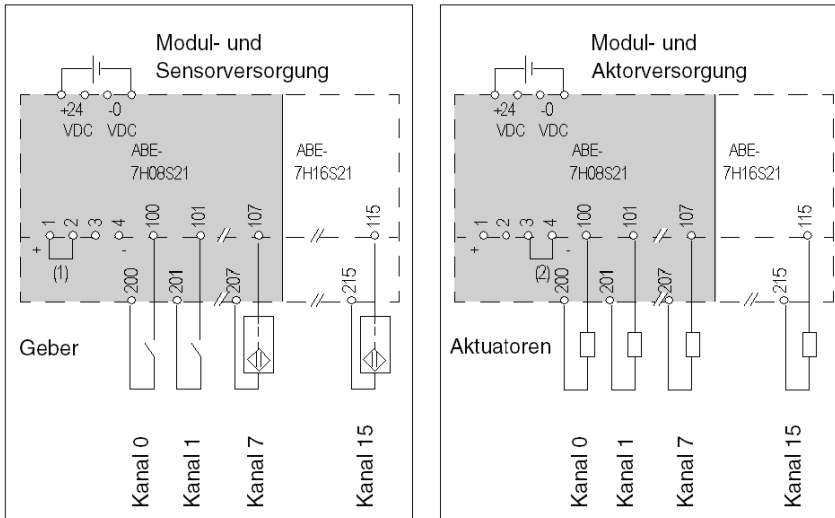 Modul- und
Sensorversorgung
+24 -0
VDC VDC
ABE-
7H08S21
ABE-
7H16S21
1 2 3 4 100 101 107 115
+ -
(1)
200 201 207 215
Geber
Kanal 0
Kanal 1
Kanal 7
Kanal 15
Modul- und
Aktorversorgung
+24 -0
VDC VDC
ABE-
7H08S21
ABE-
7H16S21
1 2 3 4 100 101 107 115
+ -
(2)
200 201 207 215
Aktuatoren
Kanal 0
Kanal 1
Kanal 7
Kanal 15